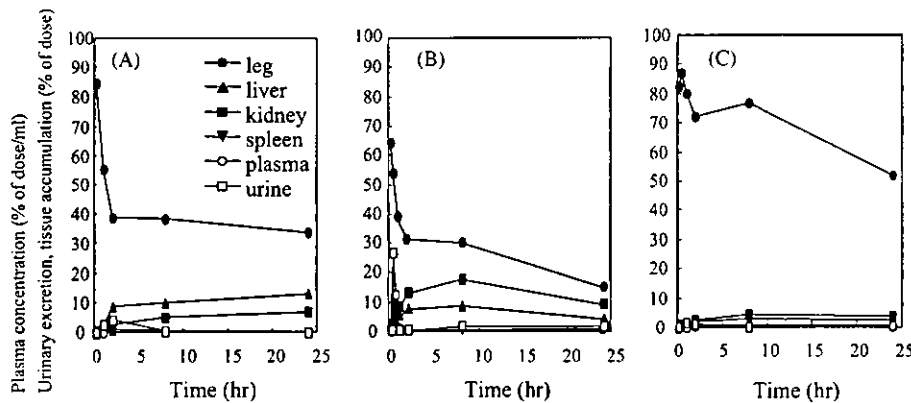 Plasma concentration (% of dose/ml)
Urinary excretion, tissue accumulation (% of dose)
(A)
leg
liver
kidney
spleen
plasma
urine
100
90
80
70
60
50
40
30
20
10
0
0 5 10 15 20 25
Time (hr)
(B)
100
90
80
70
60
50
40
30
20
10
0
0 5 10 15 20 25
Time (hr)
(C)
100
90
80
70
60
50
40
30
20
10
0
0 5 10 15 20 25
Time (hr)